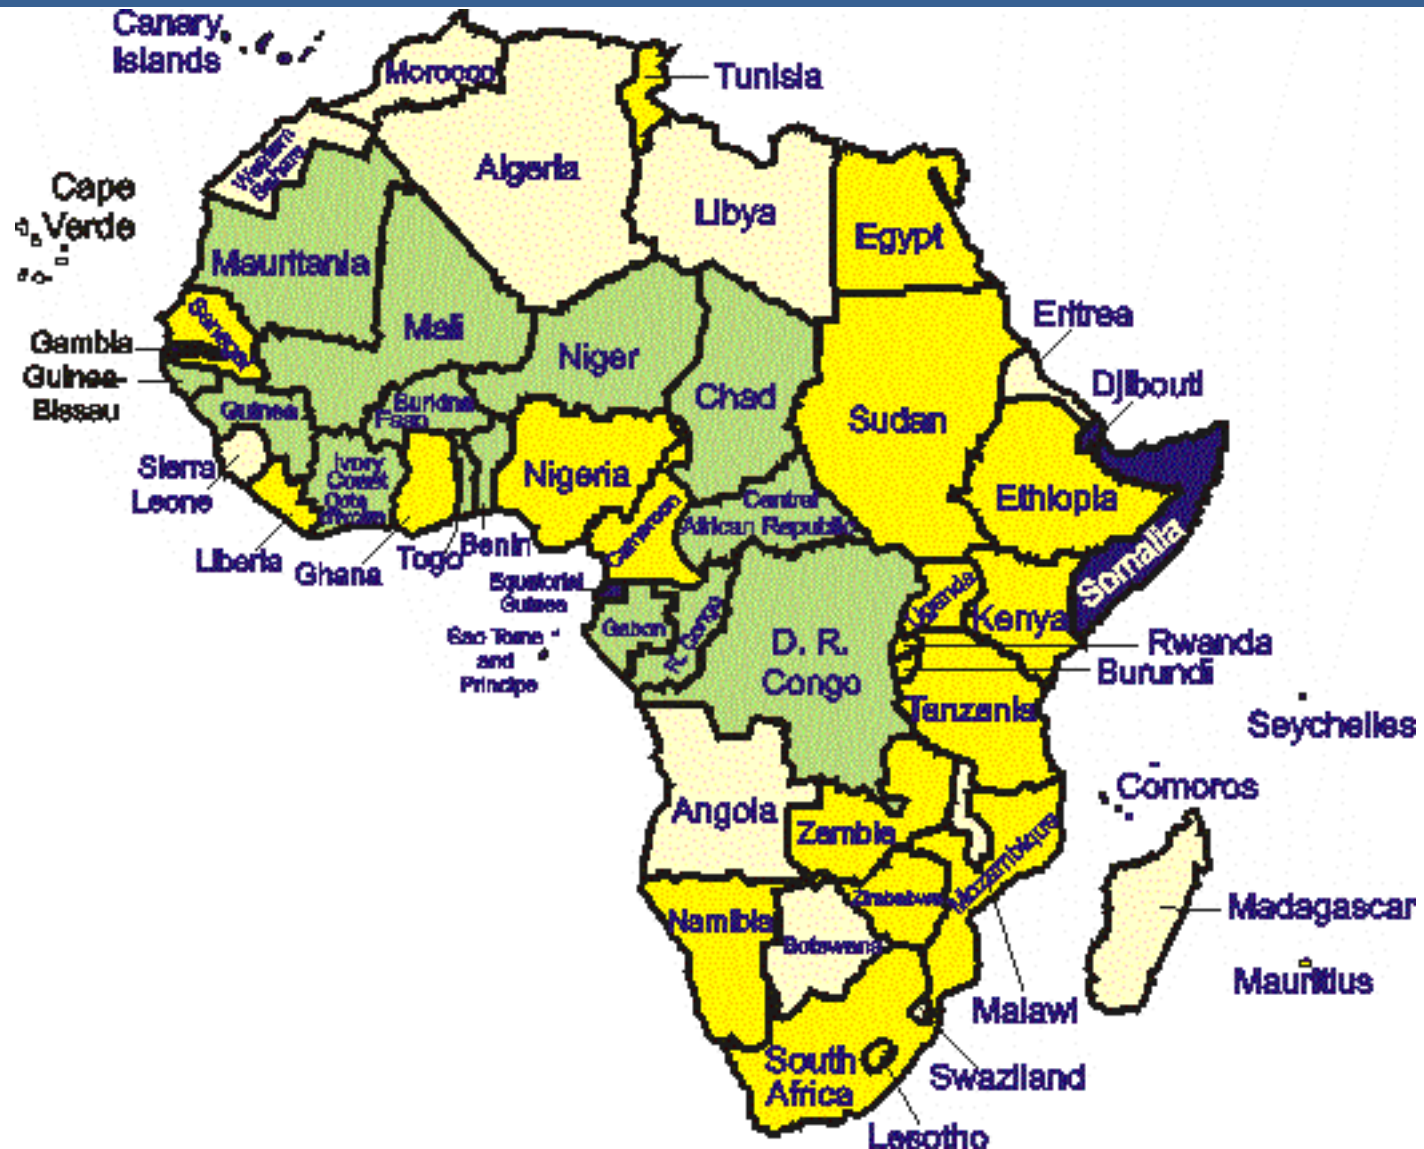 Canary
Islands
Morocco
Tunisia
Algeria
Western
Sahara
Libya
Egypt
Cape
Verde
Mauritania
Mali
Niger
Chad
Sudan
Eritrea
Djibouti
Senegal
Gambia
Guinea-
Bissau
Guinea
Burkina
Faso
Sierra
Leone
Ivory
Coast
Cote
d'Ivoire
Nigeria
Central
African Republic
Ethiopia
Somalia
Liberia
Ghana
Togo
Benin
Cameroon
Equatorial
Guinea
Sao Tome
and
Principe
Gabon
R. Congo
D. R.
Congo
Uganda
Kenya
Rwanda
Burundi
Tanzania
Seychelles
Comoros
Angola
Zambia
Mozambique
Zimbabwe
Namibia
Botswana
Madagascar
Mauritius
Malawi
South
Africa
Swaziland
Lesotho